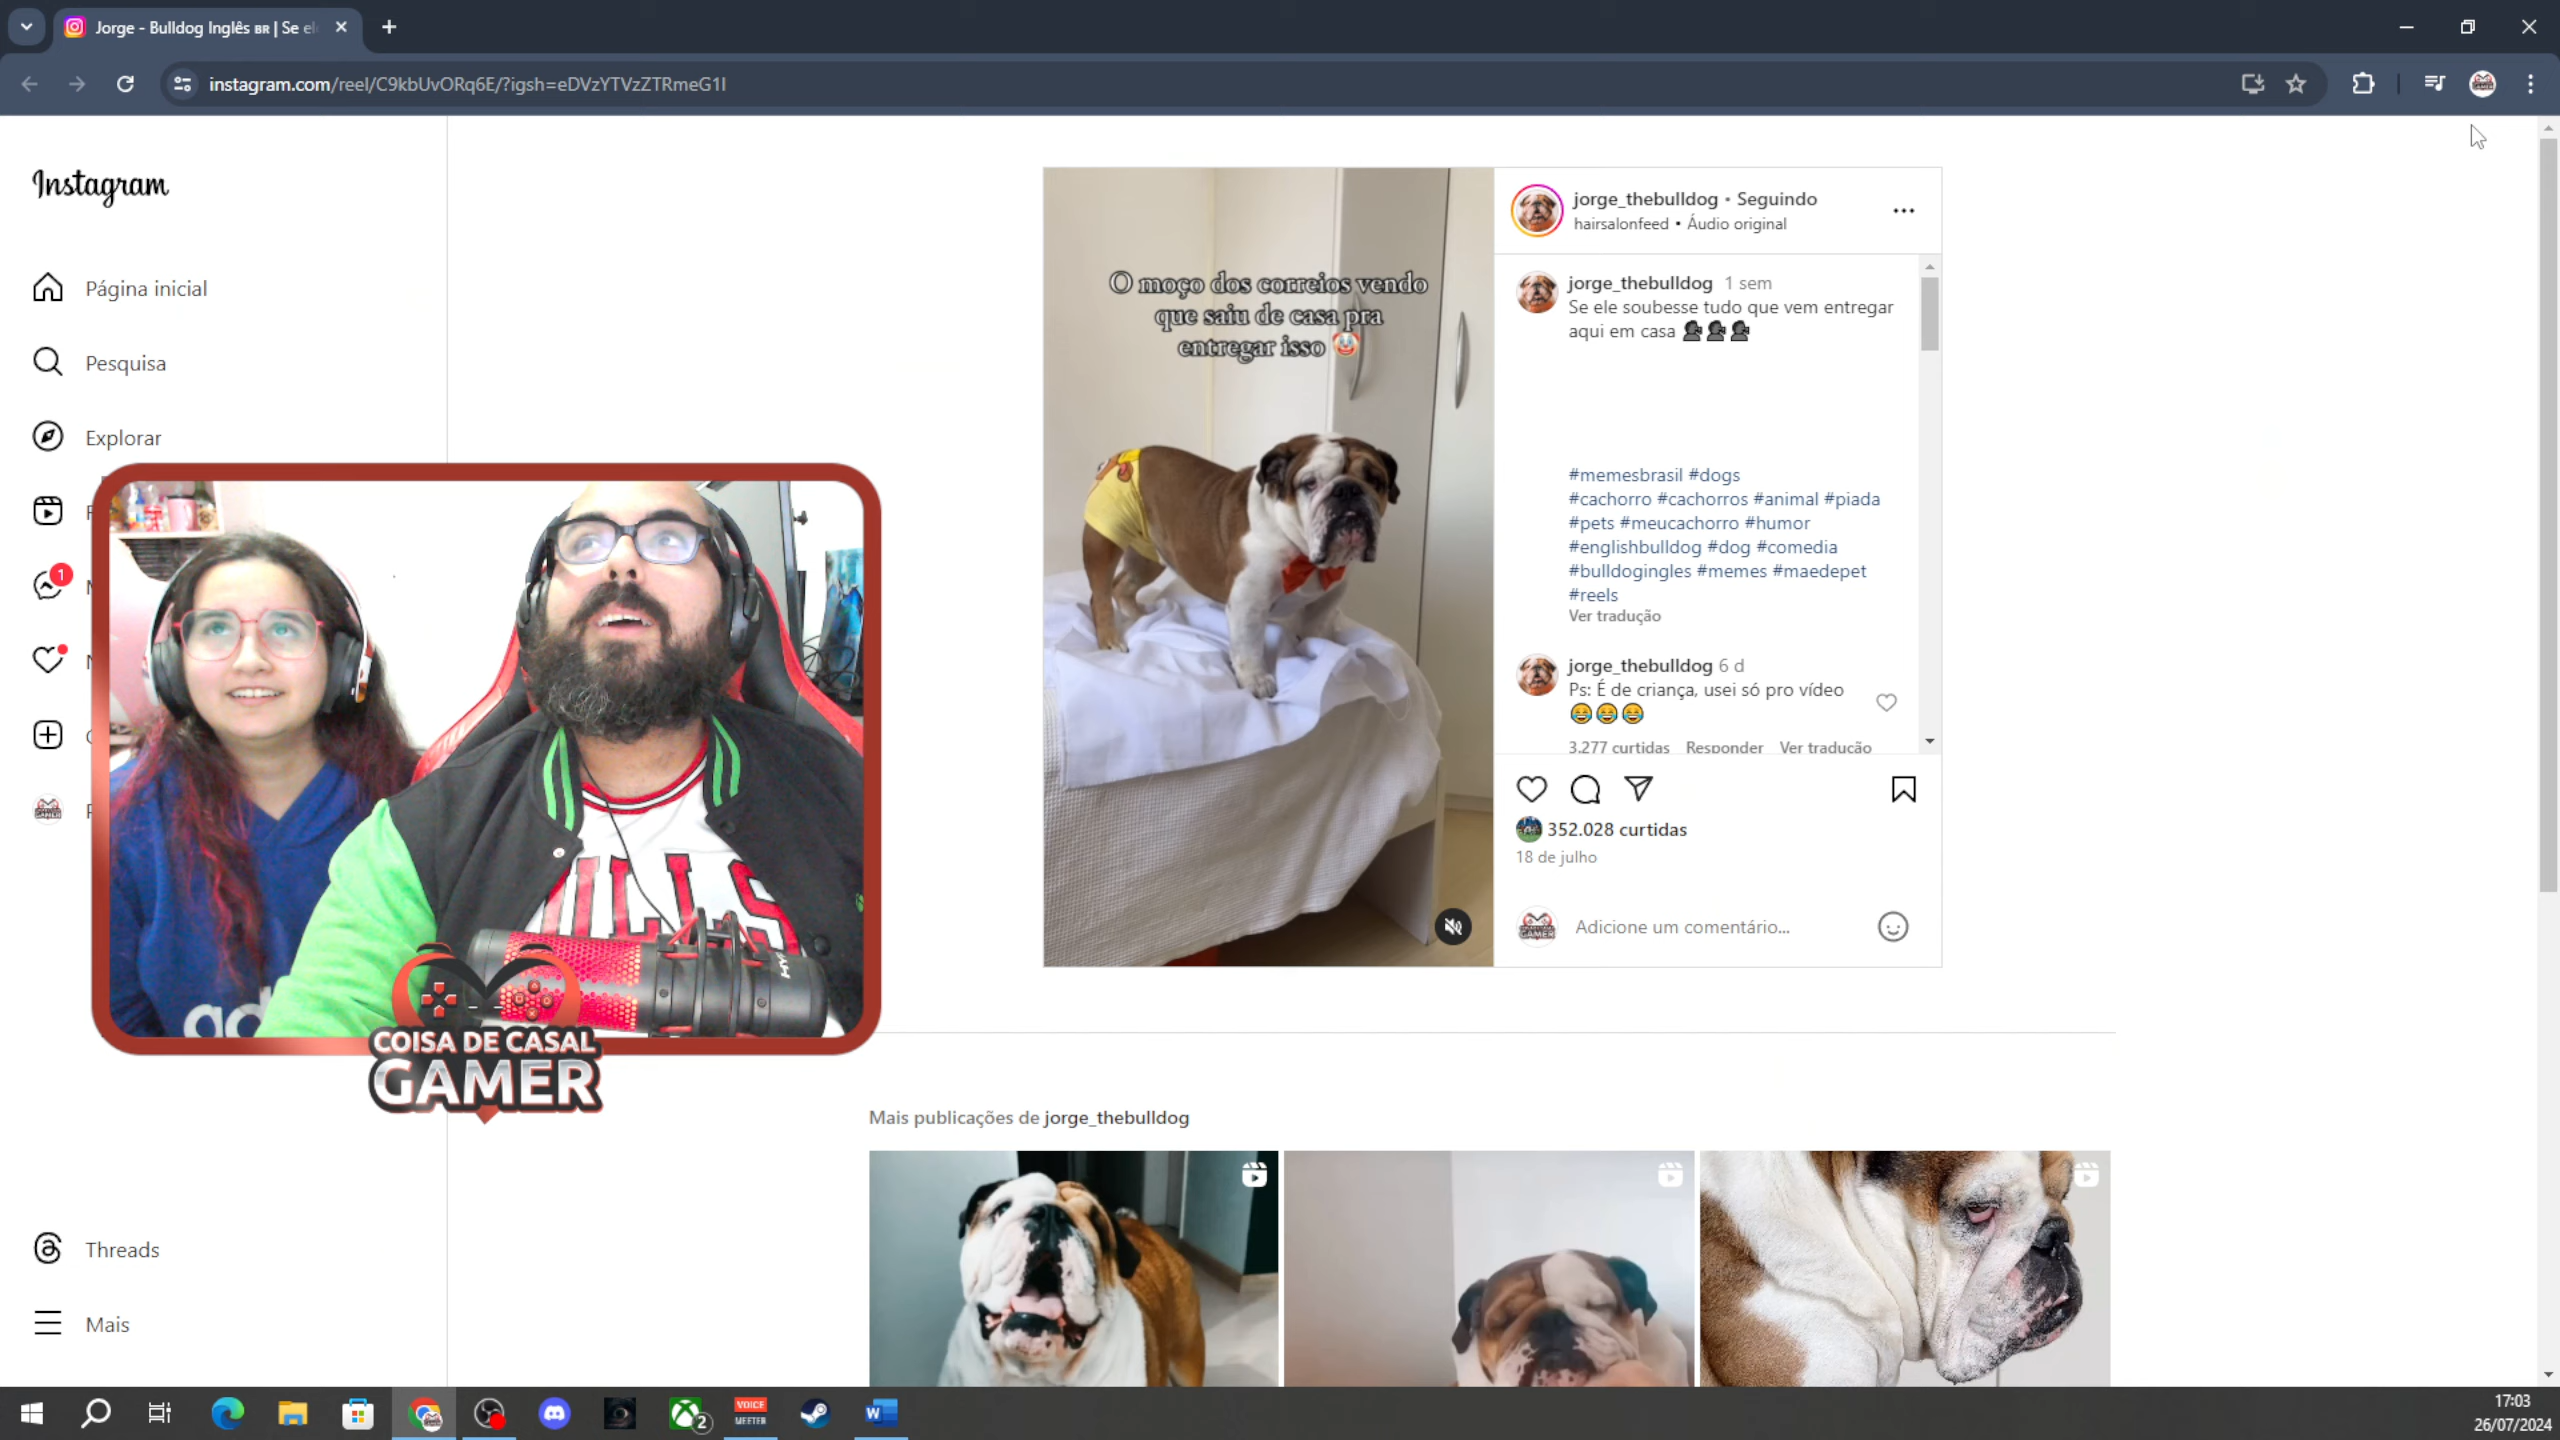 Jorge - Bulldog Inglês BR | Se el
instagram.com/reel/C9kbUvORq6E/?igsh=eDVzYTVzZTRmeG1l
Instagram
Página inicial
Pesquisa
Explorar
1
Threads
Mais
O moço dos correios vendo
que saiu de casa pra
entregar isso 🤡
jorge_thebulldog • Seguindo
hairsalonfeed • Áudio original
jorge_thebulldog 1 sem
Se ele soubesse tudo que vem entregar
aqui em casa 🗣🗣🗣
#memesbrasil #dogs
#cachorro #cachorros #animal #piada
#pets #meucachorro #humor
#englishbulldog #dog #comedia
#bulldogingles #memes #maedepet
#reels
Ver tradução
jorge_thebulldog 6 d
Ps: É de criança, usei só pro vídeo
😂😂😂
3.277 curtidas Responder Ver tradução
352.028 curtidas
18 de julho
Adicione um comentário...
COISA DE CASAL
GAMER
Mais publicações de jorge_thebulldog
VOICE
MEETER
2
W
17:03
26/07/2024